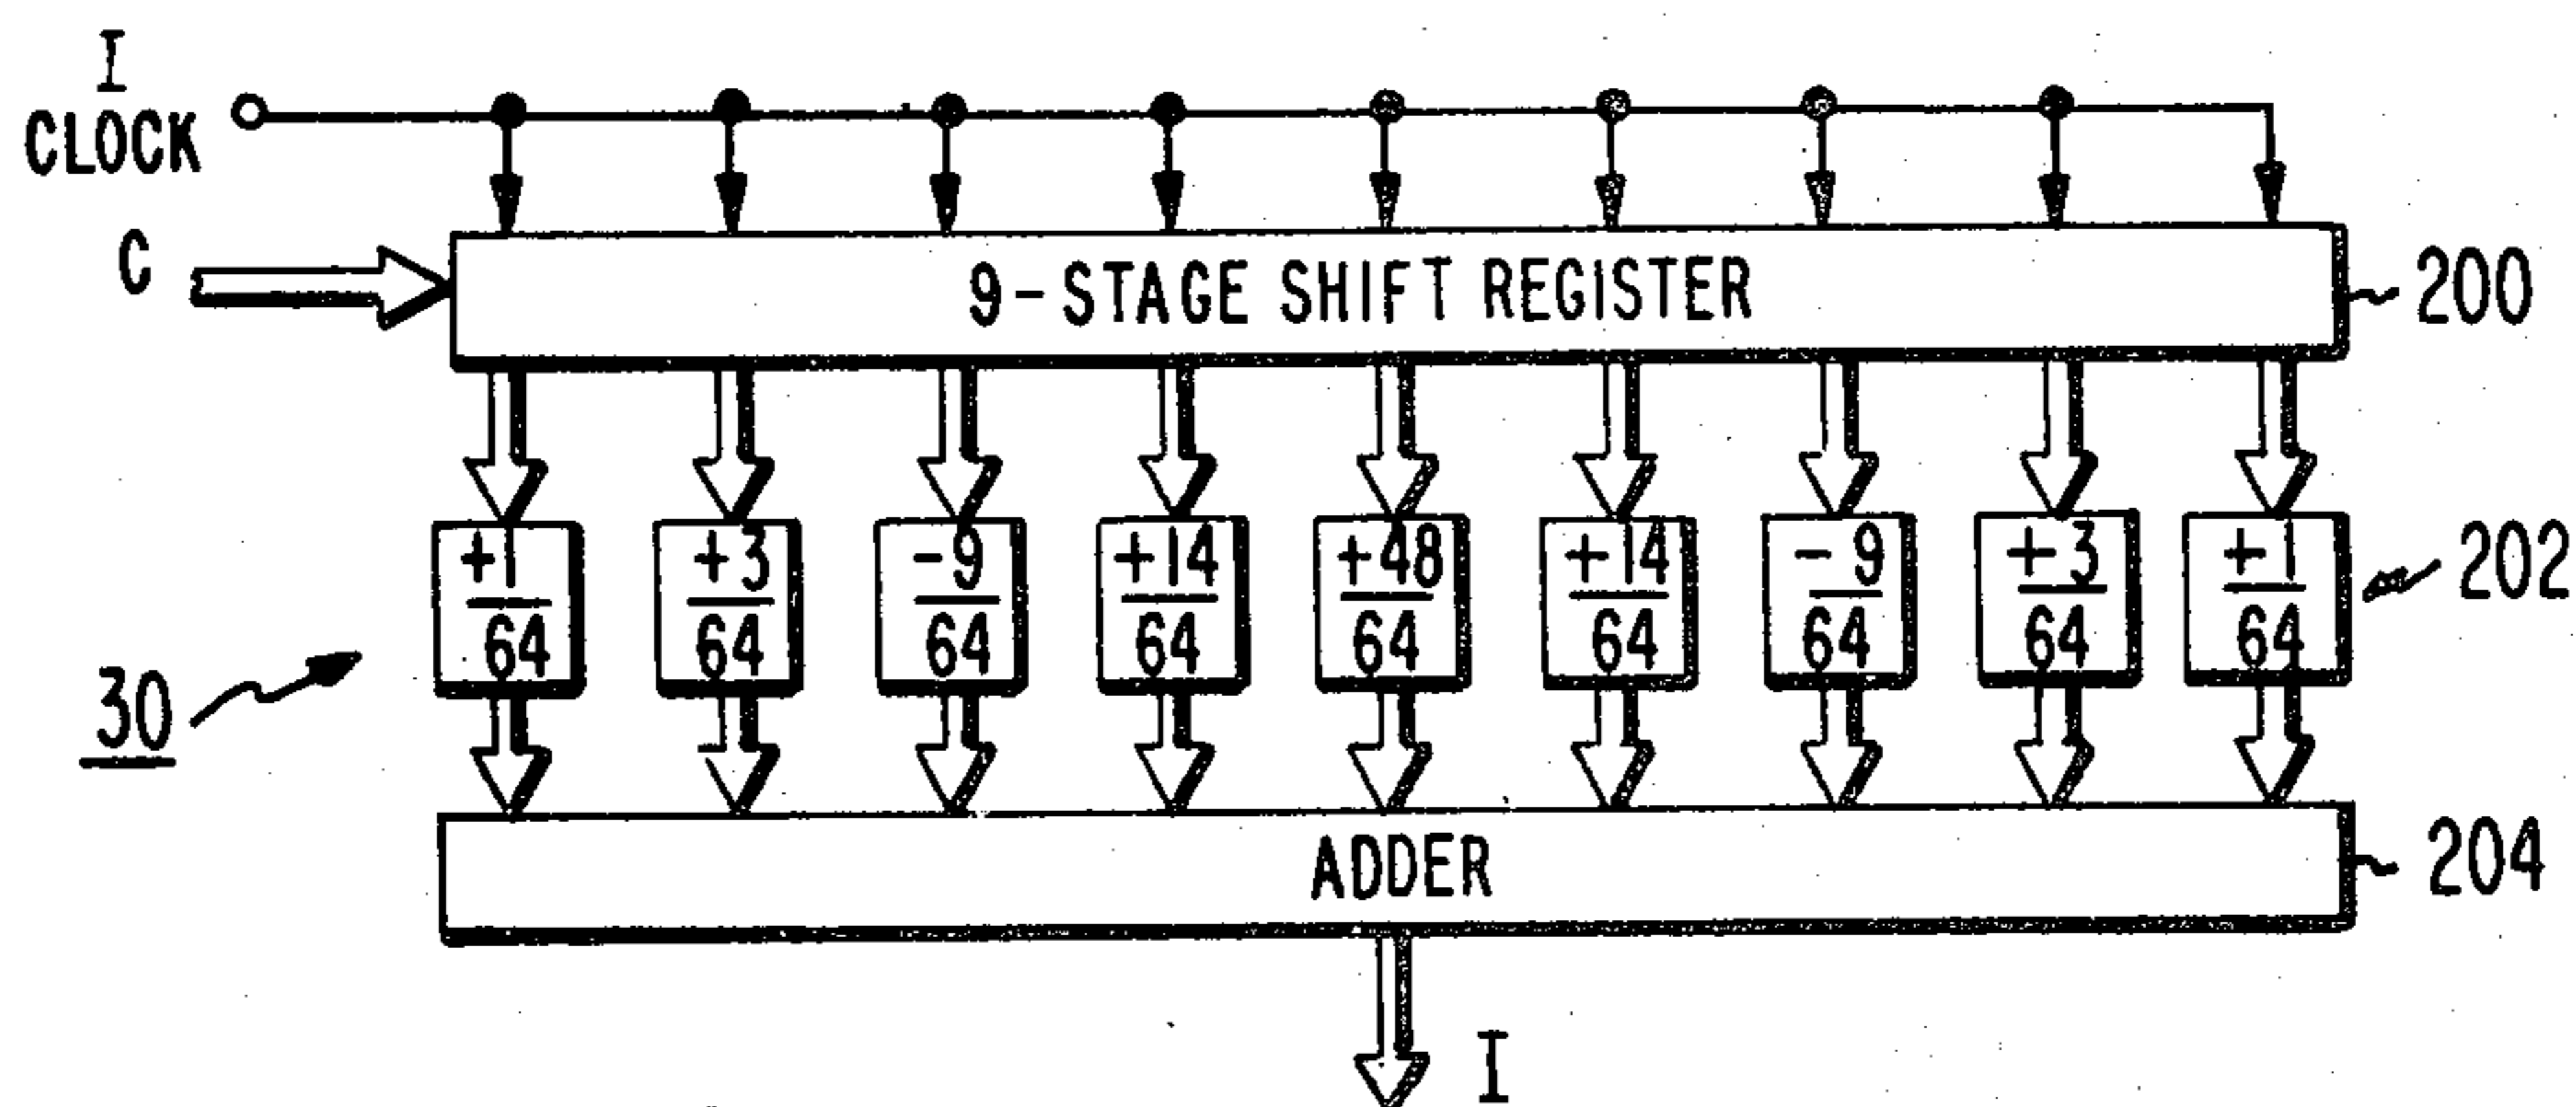 I
CLOCK
C
9-STAGE SHIFT REGISTER
200
+1 +3 -9 +14 +48 +14 -9 +3 +1
64 64 64 64 64 64 64 64 64
202
30
ADDER
204
I